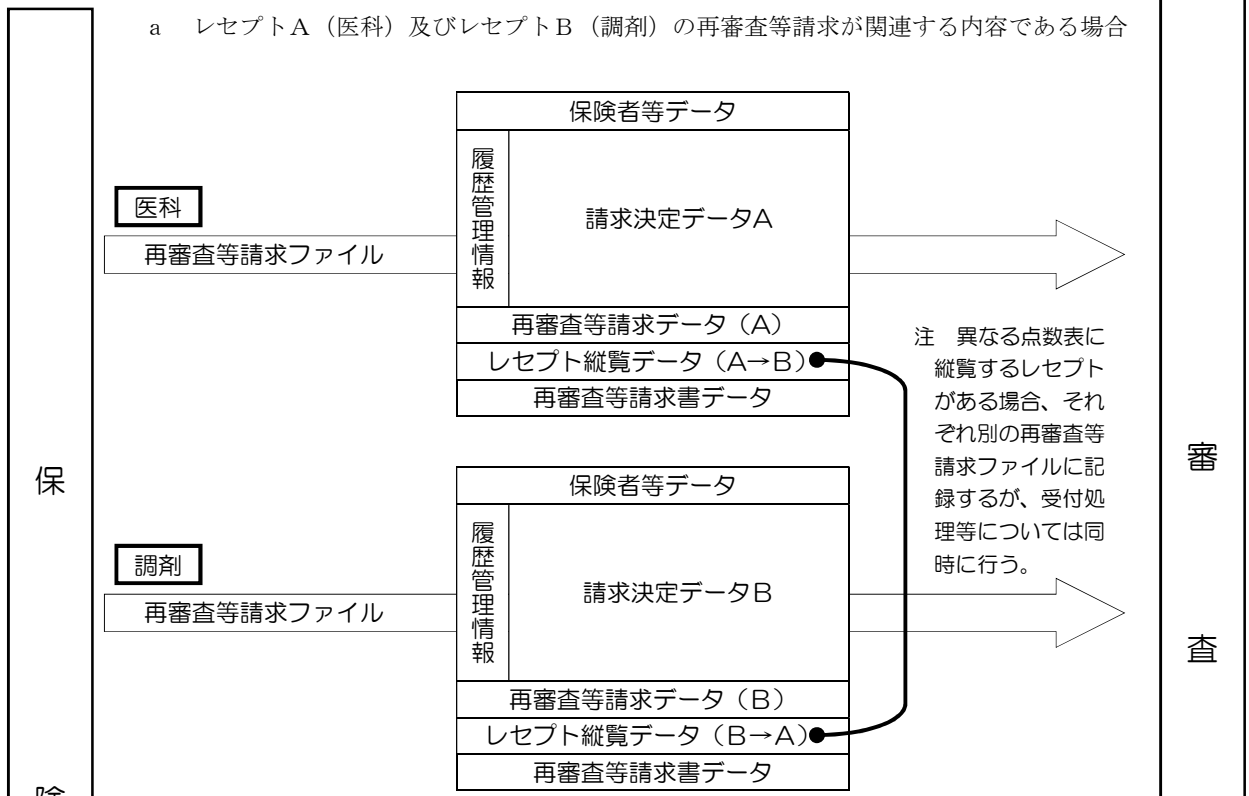 a レセプトA（医科）及びレセプトB（調剤）の再審査等請求が関連する内容である場合
保険者等データ
履歴管理情報
請求決定データA
医科
再審査等請求ファイル
再審査等請求データ（A）
レセプト縦覧データ（A→B）
再審査等請求書データ
注 異なる点数表に
縦覧するレセプト
がある場合、それ
ぞれ別の再審査等
請求ファイルに記
録するが、受付処
理等については同
時に行う。
保険者等データ
履歴管理情報
請求決定データB
調剤
再審査等請求ファイル
再審査等請求データ（B）
レセプト縦覧データ（B→A）
再審査等請求書データ
保
審
査